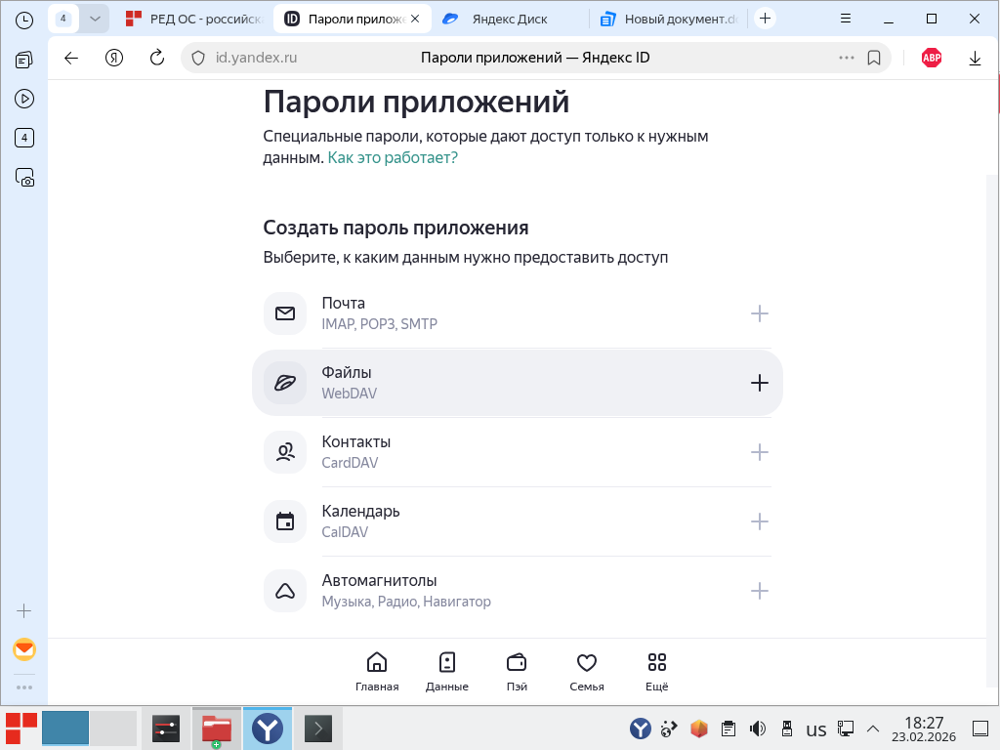 4
РЕД ОС - российска
Пароли приложе
Яндекс Диск
Новый документ.do
id.yandex.ru
Пароли приложений — Яндекс ID
ABP
4
Пароли приложений
Специальные пароли, которые дают доступ только к нужным
данным. Как это работает?
Создать пароль приложения
Выберите, к каким данным нужно предоставить доступ
Почта
IMAP, POP3, SMTP
Файлы
WebDAV
Контакты
CardDAV
Календарь
CalDAV
Автомагнитолы
Музыка, Радио, Навигатор
Главная
Данные
Пэй
Семья
Ещё
us
18:27
23.02.2026